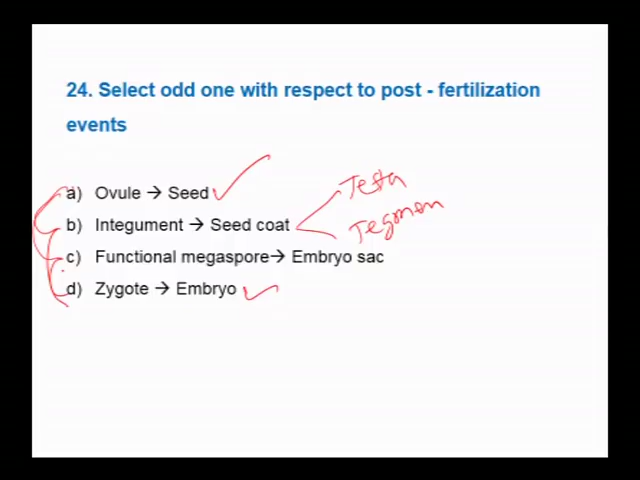 24. Select odd one with respect to post - fertilization
events
a) Ovule → Seed
b) Integument → Seed coat
Testa
Tegmen
c) Functional megaspore→ Embryo sac
d) Zygote → Embryo